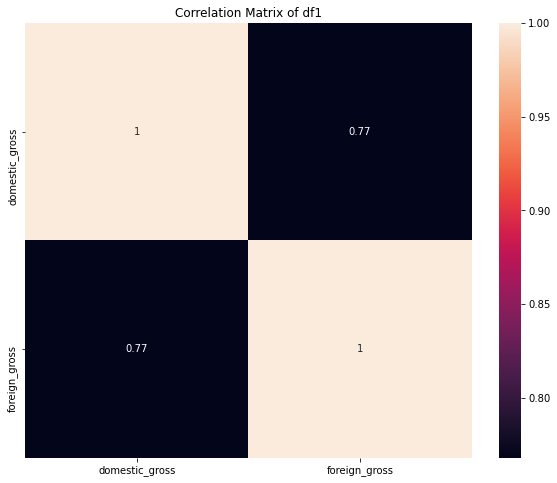 Correlation Matrix of df1
domestic_gross
foreign_gross
1
0.77
0.77
1
domestic_gross
foreign_gross
1.00
0.95
0.90
0.85
0.80